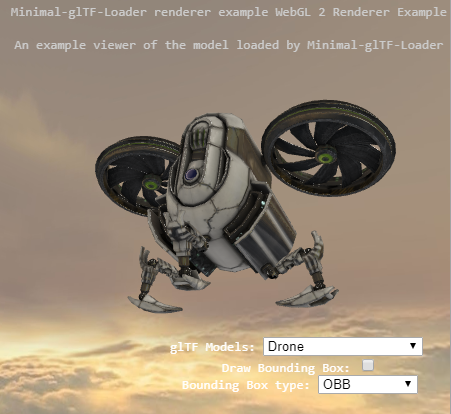 Minimal-glTF-Loader renderer example WebGL 2 Renderer Example
An example viewer of the model loaded by Minimal-glTF-Loader
glTF Models: Drone
Draw Bounding Box:
Bounding Box type: OBB